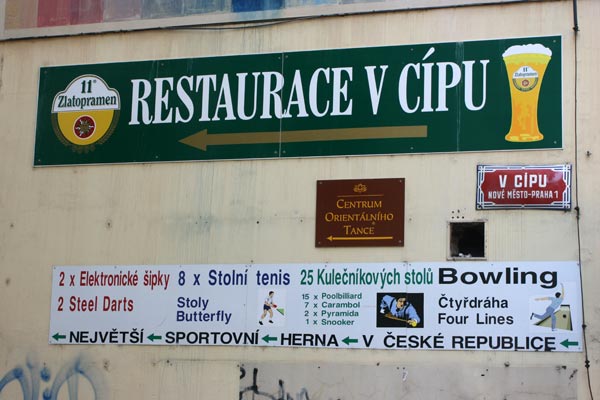 11°
Zlatopramen
RESTAURACE V CÍPU
V CÍPU
NOVÉ MĚSTO-PRAHA 1
CENTRUM
ORIENTÁLNÍHO
TANCE
2 x Elektronické šipky
2 Steel Darts
8 x Stolní tenis
Stoly
Butterfly
25 Kulečníkových stolů
15 x Poolbiliard
7 x Carambol
2 x Pyramida
1 x Snooker
Bowling
Čtyřdráha
Four Lines
NEJVĚTŠÍ SPORTOVNÍ HERNA V ČESKÉ REPUBLICE